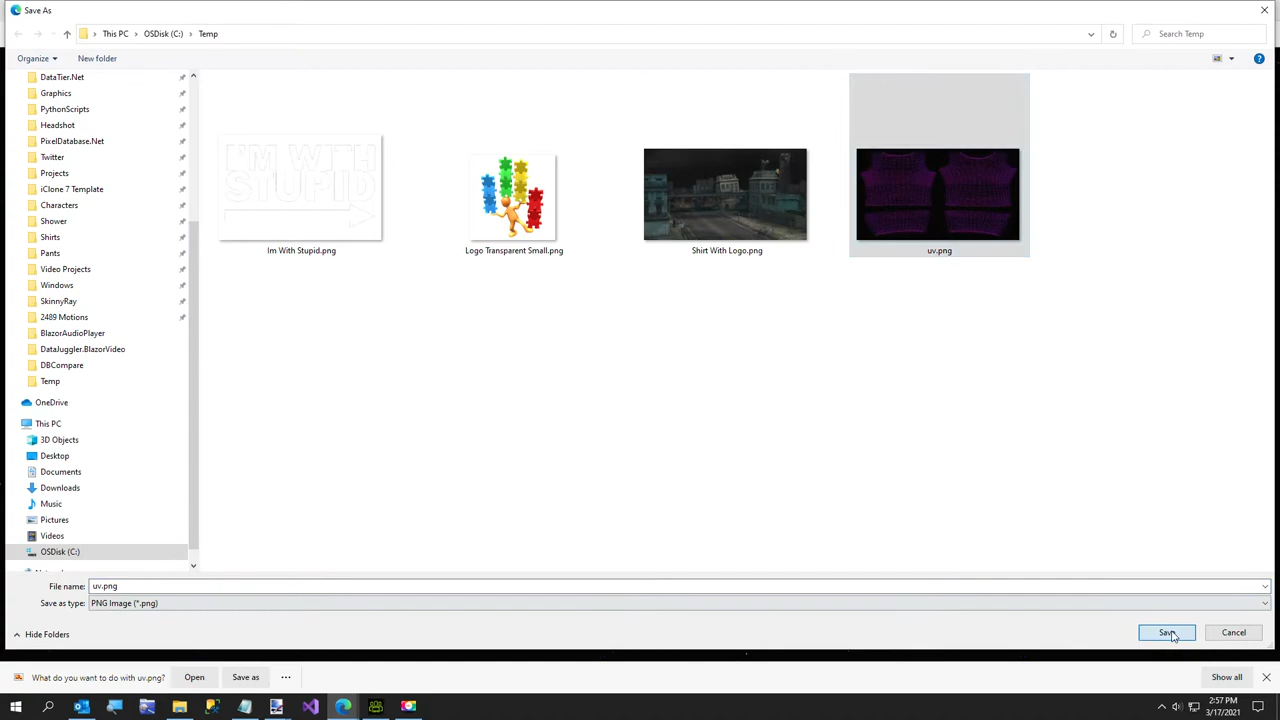 Save As
This PC
OSDisk (C:)
Temp
Search Temp
Organize
New folder
DataTier.Net
Graphics
PythonScripts
Headshot
PixelDatabase.Net
Twitter
Projects
iClone 7 Template
Characters
Shower
Shirts
Pants
Video Projects
Windows
SkinnyRay
2489 Motions
BlazorAudioPlayer
DataJuggler.BlazorVideo
DBCompare
Temp
OneDrive
This PC
3D Objects
Desktop
Documents
Downloads
Music
Pictures
Videos
OSDisk (C:)
I'M WITH
STUPID
Im With Stupid.png
Logo Transparent Small.png
Shirt With Logo.png
uv.png
File name: uv.png
Save as type: PNG Image (*.png)
Hide Folders
Save
Cancel
What do you want to do with uv.png?
Open
Save as
Show all
2:57 PM
3/17/2021